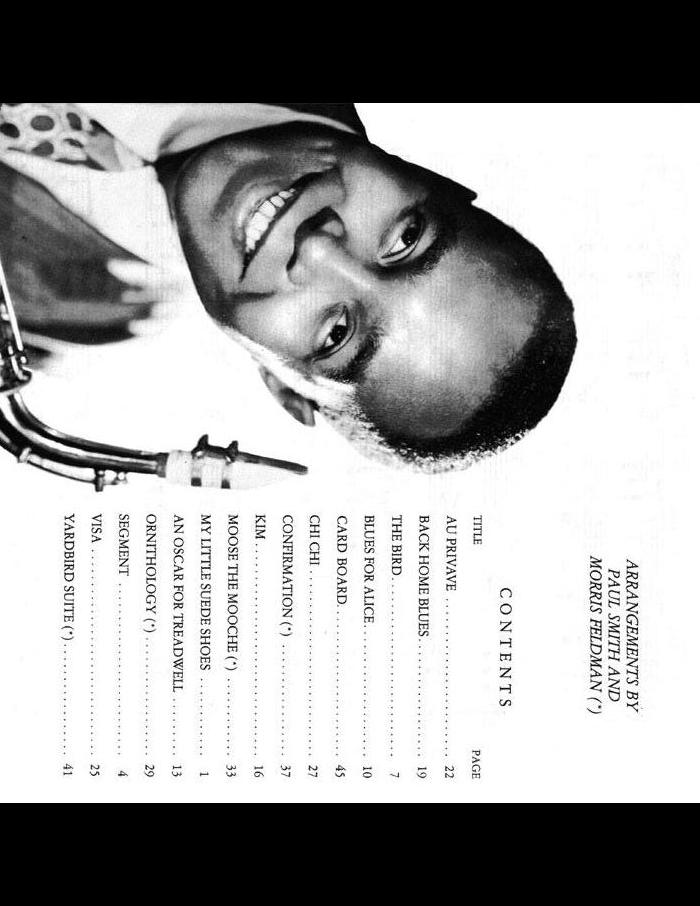 ARRANGEMENTS BY
PAUL SMITH AND
MORRIS FELDMAN (*)
CONTENTS
TITLE PAGE
AU PRIVAVE 22
BACK HOME BLUES 19
THE BIRD 7
BLUES FOR ALICE 10
CARD BOARD 45
CHI CHI 27
CONFIRMATION (*) 37
KIM 16
MOOSE THE MOOCHE (*) 33
MY LITTLE SUEDE SHOES 1
AN OSCAR FOR TREADWELL 13
ORNITHOLOGY (*) 29
SEGMENT 4
VISA 25
YARDBIRD SUITE (*) 41